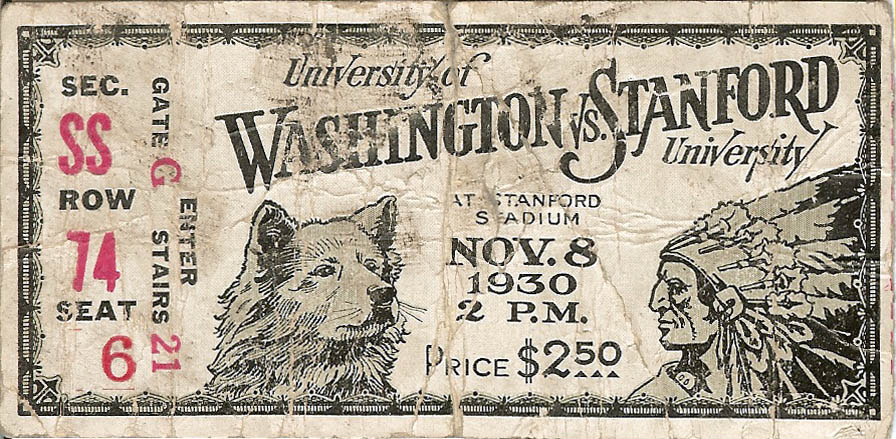 SEC.
SS
ROW
74
SEAT
6
GATE G
ENTER
STAIRS 21
University of
WASHINGTON vs. STANFORD
University
AT STANFORD
STADIUM
NOV. 8
1930
2 P.M.
PRICE $2.50